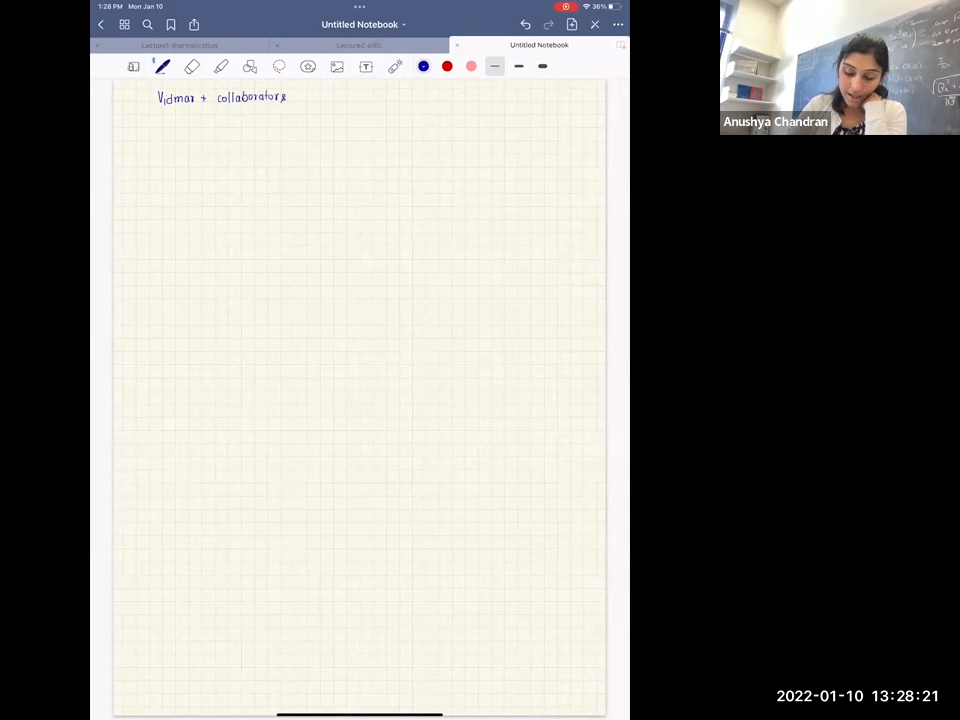 1:28 PM Mon Jan 10
36%
Untitled Notebook
Lecture1-thermalization
Lecture2-MBL
Untitled Notebook
T
Vidmar + collaborators
Anushya Chandran
2022-01-10 13:28:21